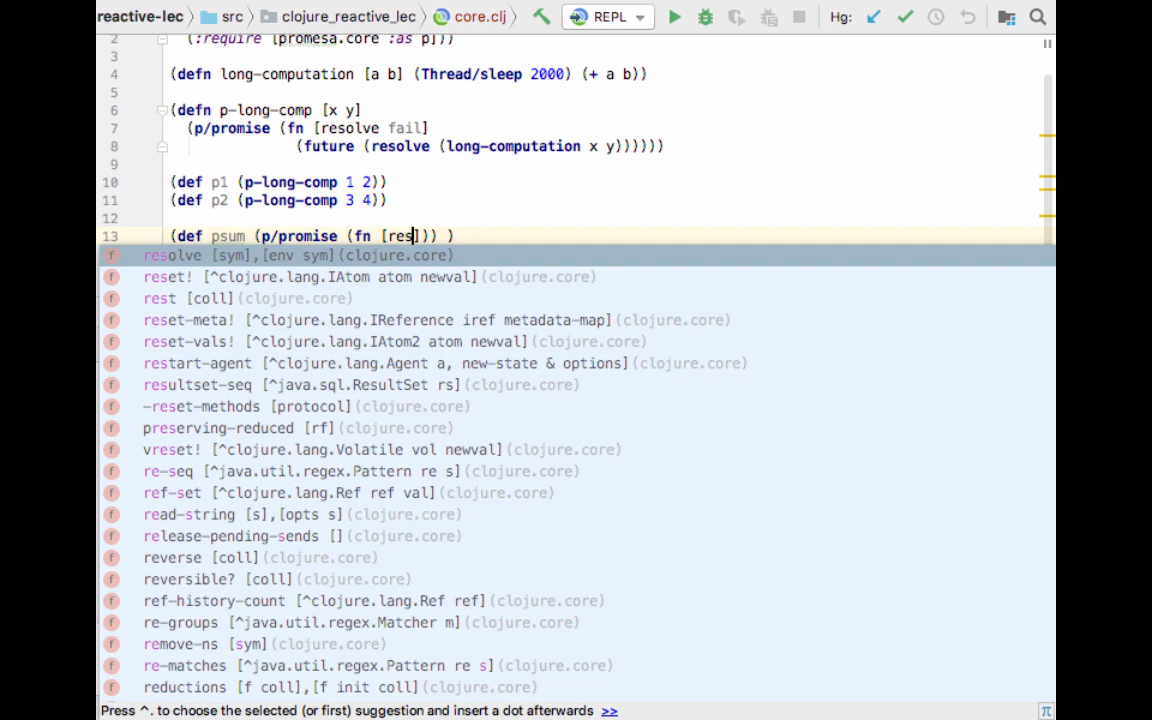 reactive-lec src clojure_reactive_lec core.clj REPL Hg:
2 (:require [promesa.core :as p]))
3
4 (defn long-computation [a b] (Thread/sleep 2000) (+ a b))
5
6 (defn p-long-comp [x y]
7 (p/promise (fn [resolve fail]
8 (future (resolve (long-computation x y))))))
9
10 (def p1 (p-long-comp 1 2))
11 (def p2 (p-long-comp 3 4))
12
13 (def psum (p/promise (fn [res])) )
f resolve [sym],[env sym](clojure.core)
f reset! [^clojure.lang.IAtom atom newval](clojure.core)
f rest [coll](clojure.core)
f reset-meta! [^clojure.lang.IReference iref metadata-map](clojure.core)
f reset-vals! [^clojure.lang.IAtom2 atom newval](clojure.core)
f restart-agent [^clojure.lang.Agent a, new-state & options](clojure.core)
f resultset-seq [^java.sql.ResultSet rs](clojure.core)
f -reset-methods [protocol](clojure.core)
f preserving-reduced [rf](clojure.core)
f vreset! [^clojure.lang.Volatile vol newval](clojure.core)
f re-seq [^java.util.regex.Pattern re s](clojure.core)
f ref-set [^clojure.lang.Ref ref val](clojure.core)
f read-string [s],[opts s](clojure.core)
f release-pending-sends [](clojure.core)
f reverse [coll](clojure.core)
f reversible? [coll](clojure.core)
f ref-history-count [^clojure.lang.Ref ref](clojure.core)
f re-groups [^java.util.regex.Matcher m](clojure.core)
f remove-ns [sym](clojure.core)
f re-matches [^java.util.regex.Pattern re s](clojure.core)
f reductions [f coll],[f init coll](clojure.core)
Press ^. to choose the selected (or first) suggestion and insert a dot afterwards >> π